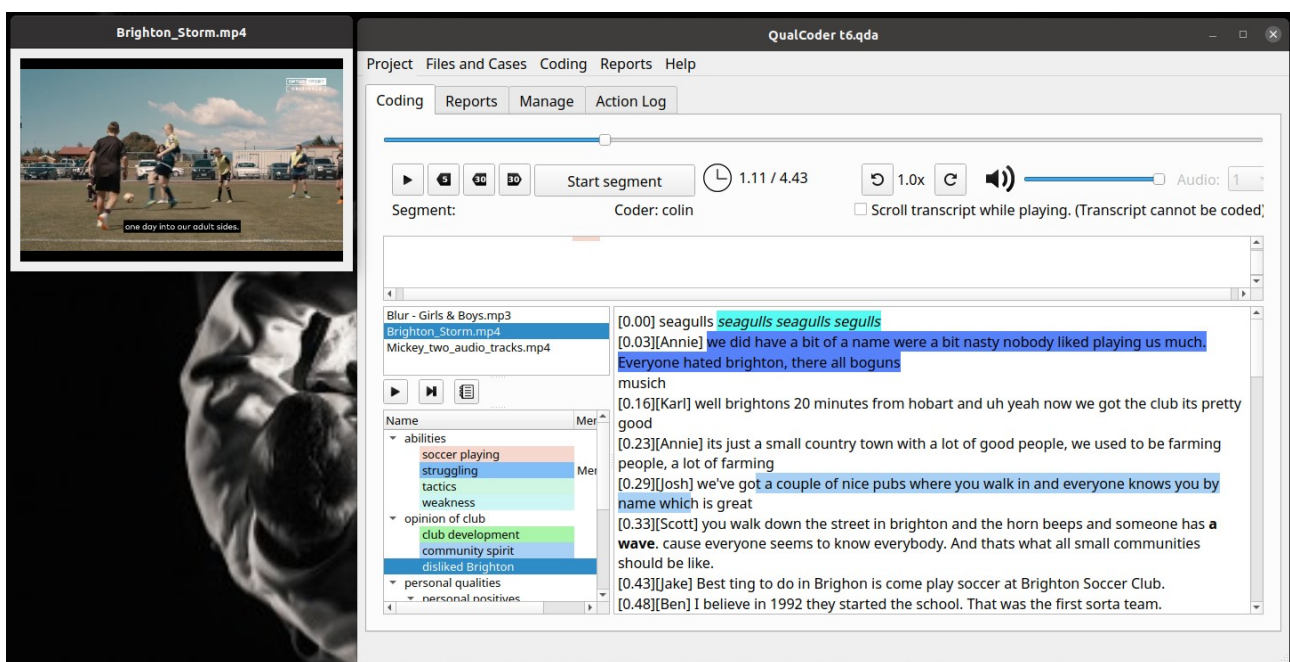 Brighton_Storm.mp4
one day into our adult sides.
QualCoder t6.qda
Project Files and Cases Coding Reports Help
Coding Reports Manage Action Log
5 30 30 Start segment 1.11 / 4.43 1.0x Audio: 1
Segment: Coder: colin Scroll transcript while playing. (Transcript cannot be coded)
Blur - Girls & Boys.mp3
Brighton_Storm.mp4
Mickey_two_audio_tracks.mp4
Name Mer
abilities
soccer playing
struggling Mer
tactics
weakness
opinion of club
club development
community spirit
disliked Brighton
personal qualities
personal positives
[0.00] seagulls seagulls seagulls segulls
[0.03][Annie] we did have a bit of a name were a bit nasty nobody liked playing us much.
Everyone hated brighton, there all boguns
musich
[0.16][Karl] well brightons 20 minutes from hobart and uh yeah now we got the club its pretty
good
[0.23][Annie] its just a small country town with a lot of good people, we used to be farming
people, a lot of farming
[0.29][Josh] we've got a couple of nice pubs where you walk in and everyone knows you by
name which is great
[0.33][Scott] you walk down the street in brighton and the horn beeps and someone has a
wave. cause everyone seems to know everybody. And thats what all small communities
should be like.
[0.43][Jake] Best ting to do in Brighon is come play soccer at Brighton Soccer Club.
[0.48][Ben] I believe in 1992 they started the school. That was the first sorta team.